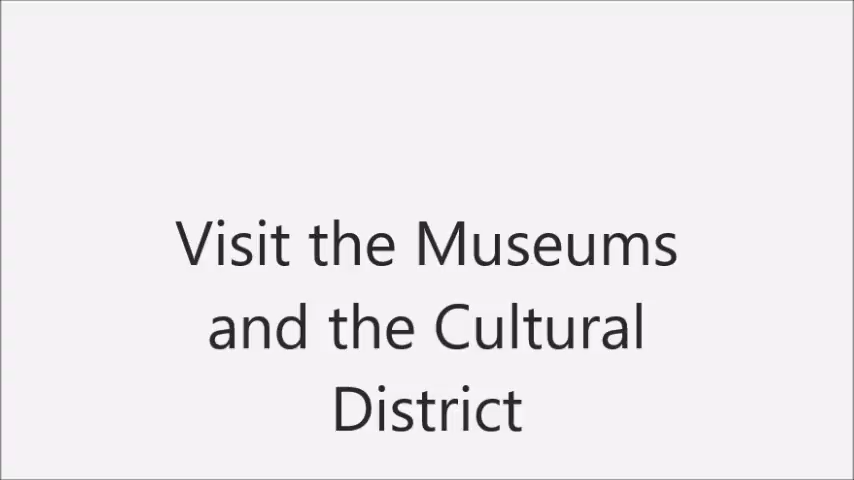 Visit the Museums
and the Cultural
District